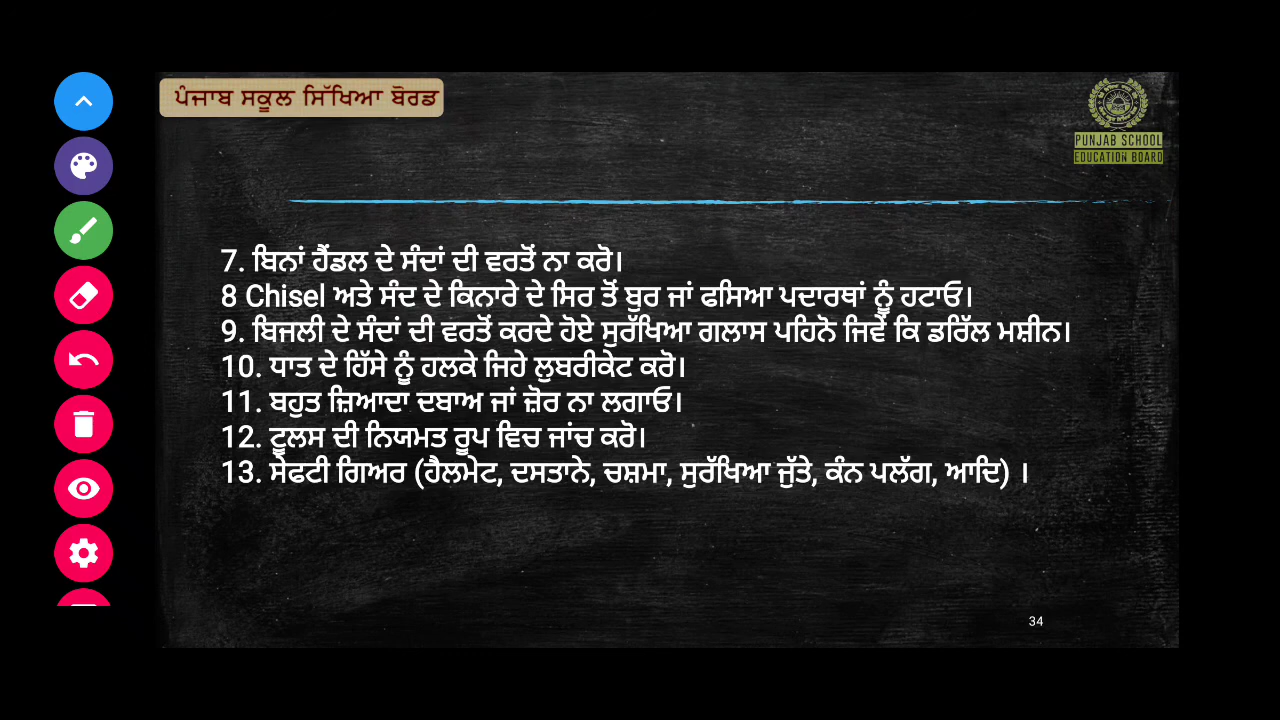 ਪੰਜਾਬ ਸਕੂਲ ਸਿੱਖਿਆ ਬੋਰਡ
PUNJAB SCHOOL
EDUCATION BOARD
7. ਬਿਨਾਂ ਹੈਂਡਲ ਦੇ ਸੰਦਾਂ ਦੀ ਵਰਤੋਂ ਨਾ ਕਰੋ।
8 Chisel ਅਤੇ ਸੰਦ ਦੇ ਕਿਨਾਰੇ ਦੇ ਸਿਰ ਤੋਂ ਬੁਰ ਜਾਂ ਫਸਿਆ ਪਦਾਰਥਾਂ ਨੂੰ ਹਟਾਓ।
9. ਬਿਜਲੀ ਦੇ ਸੰਦਾਂ ਦੀ ਵਰਤੋਂ ਕਰਦੇ ਹੋਏ ਸੁਰੱਖਿਆ ਗਲਾਸ ਪਹਿਨੋ ਜਿਵੇਂ ਕਿ ਡਰਿੱਲ ਮਸ਼ੀਨ।
10. ਧਾਤ ਦੇ ਹਿੱਸੇ ਨੂੰ ਹਲਕੇ ਜਿਹੇ ਲੁਬਰੀਕੇਟ ਕਰੋ।
11. ਬਹੁਤ ਜ਼ਿਆਦਾ ਦਬਾਅ ਜਾਂ ਜ਼ੋਰ ਨਾ ਲਗਾਓ।
12. ਟੂਲਸ ਦੀ ਨਿਯਮਤ ਰੂਪ ਵਿਚ ਜਾਂਚ ਕਰੋ।
13. ਸੇਫਟੀ ਗਿਅਰ (ਹੈਲਮੇਟ, ਦਸਤਾਨੇ, ਚਸ਼ਮਾ, ਸੁਰੱਖਿਆ ਜੁੱਤੇ, ਕੰਨ ਪਲੱਗ, ਆਦਿ) ।
34